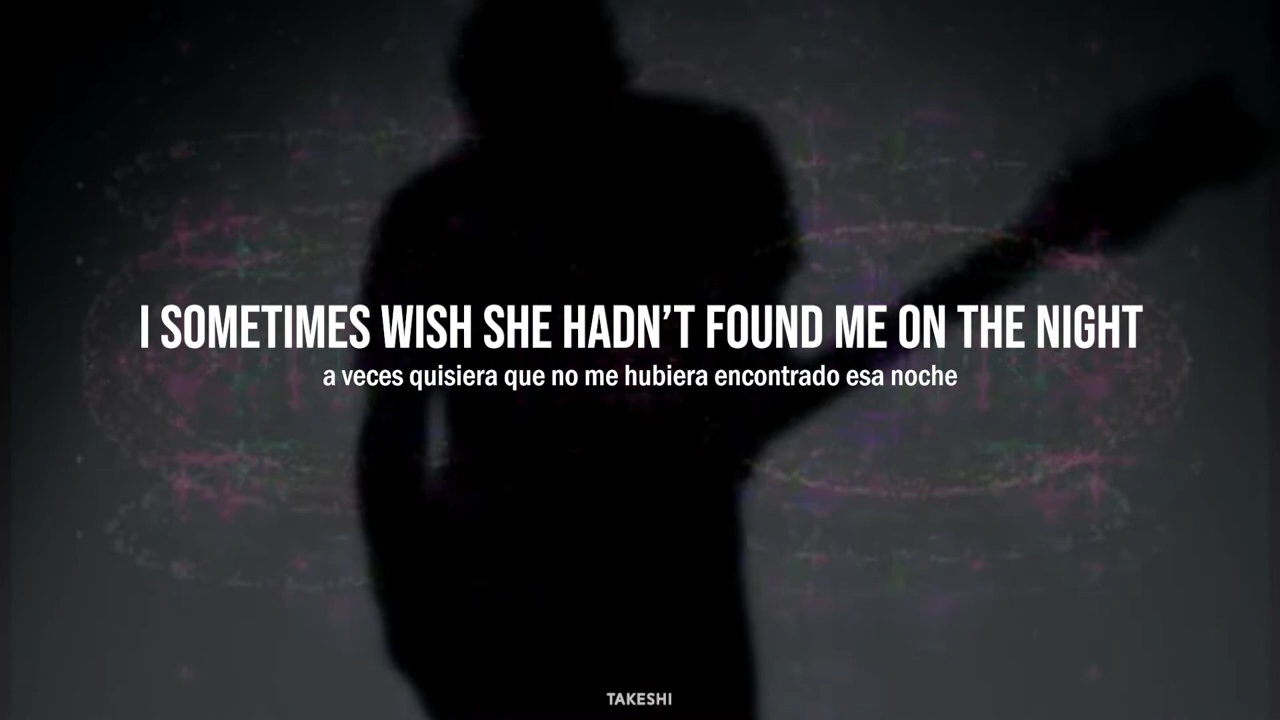 I SOMETIMES WISH SHE HADN'T FOUND ME ON THE NIGHT
a veces quisiera que no me hubiera encontrado esa noche
TAKESHI